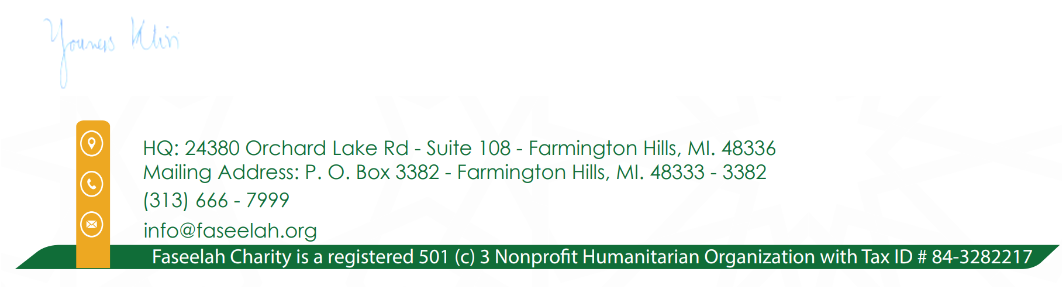 HQ: 24380 Orchard Lake Rd - Suite 108 - Farmington Hills, MI. 48336
Mailing Address: P. O. Box 3382 - Farmington Hills, MI. 48333 - 3382
(313) 666 - 7999
info@faseelah.org
Faseelah Charity is a registered 501 (c) 3 Nonprofit Humanitarian Organization with Tax ID # 84-3282217